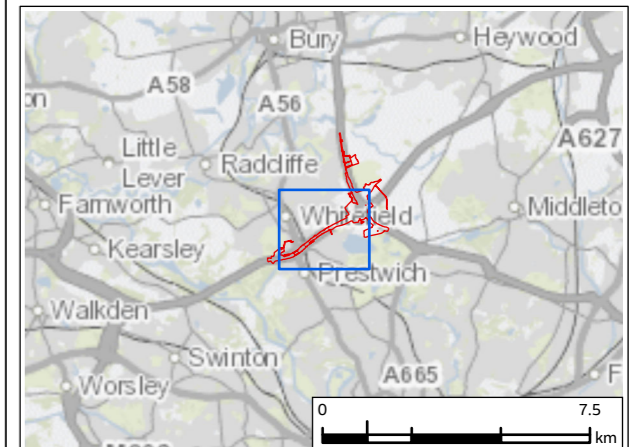 Bury
Heywood
A58
on
A56
A627
Little
Lever
Radcliffe
Farnworth
Whitefield
Middleto
Kearsley
Prestwich
Walkden
Swinton
Worsley
A665
F
0 7.5
km